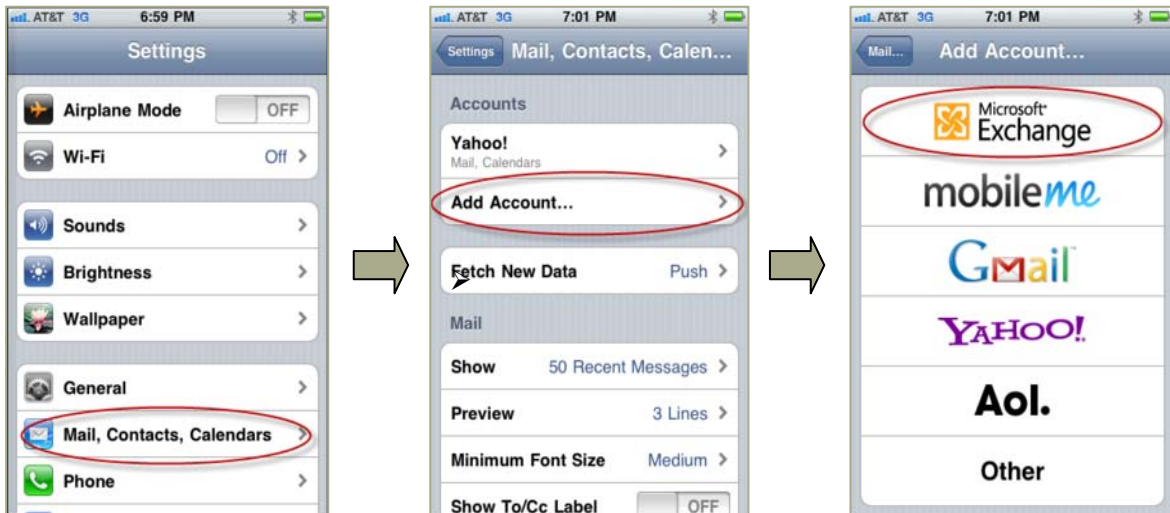 AT&T 3G 6:59 PM
Settings
Airplane Mode OFF
Wi-Fi Off
Sounds
Brightness
Wallpaper
General
Mail, Contacts, Calendars
Phone
AT&T 3G 7:01 PM
Settings Mail, Contacts, Calen...
Accounts
Yahoo!
Mail, Calendars
Add Account...
Fetch New Data Push
Mail
Show 50 Recent Messages
Preview 3 Lines
Minimum Font Size Medium
Show To/Cc Label OFF
AT&T 3G 7:01 PM
Mail... Add Account...
Microsoft
Exchange
mobileme
Gmail
YAHOO!
Aol.
Other